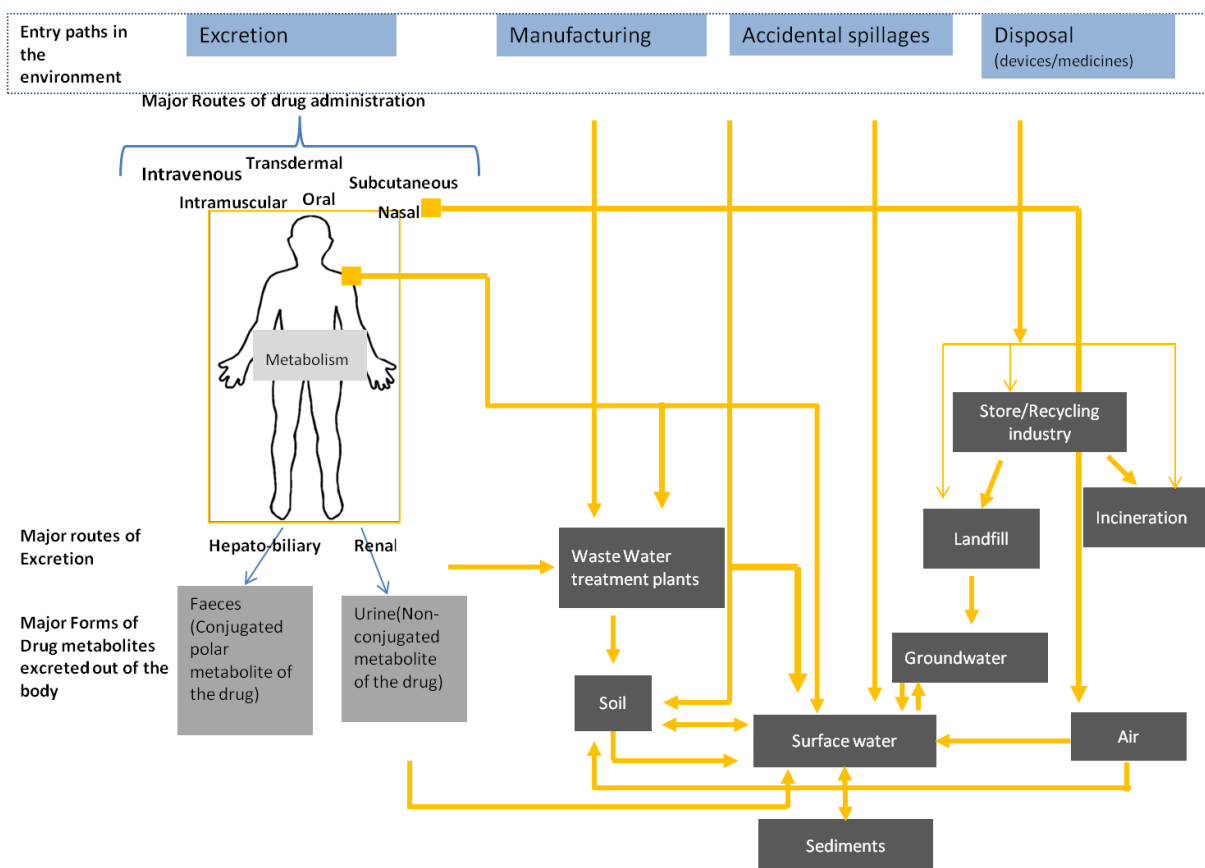 Entry paths in
the
environment
Excretion
Manufacturing
Accidental spillages
Disposal
(devices/medicines)
Major Routes of drug administration
Transdermal
Intravenous
Subcutaneous
Intramuscular
Oral
Nasal
Metabolism
Store/Recycling
industry
Incineration
Landfill
Major routes of
Excretion
Hepato-biliary
Renal
Waste Water
treatment plants
Major Forms of
Drug metabolites
excreted out of the
body
Faeces
(Conjugated
polar
metabolite of
the drug)
Urine(Non-
conjugated
metabolite
of the drug)
Groundwater
Soil
Surface water
Air
Sediments